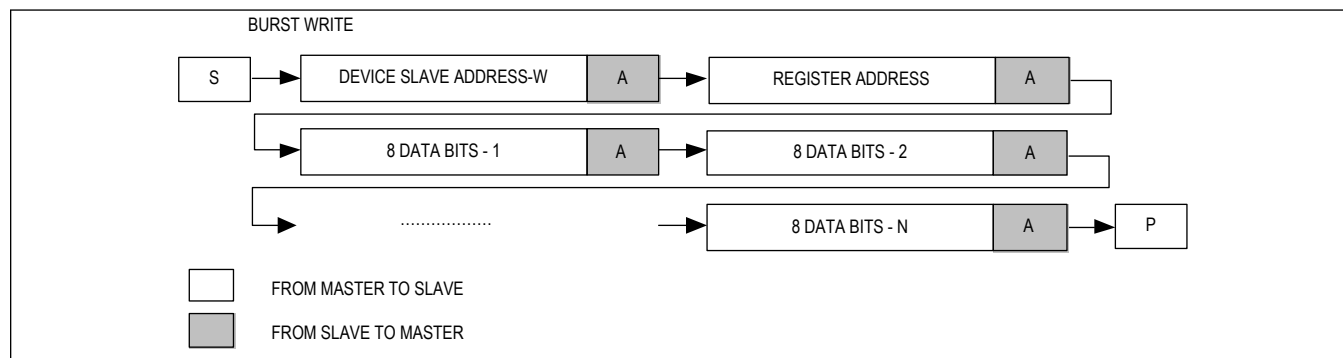 BURST WRITE
S DEVICE SLAVE ADDRESS-W A REGISTER ADDRESS A
8 DATA BITS - 1 A 8 DATA BITS - 2 A
.................. 8 DATA BITS - N A P
FROM MASTER TO SLAVE
FROM SLAVE TO MASTER